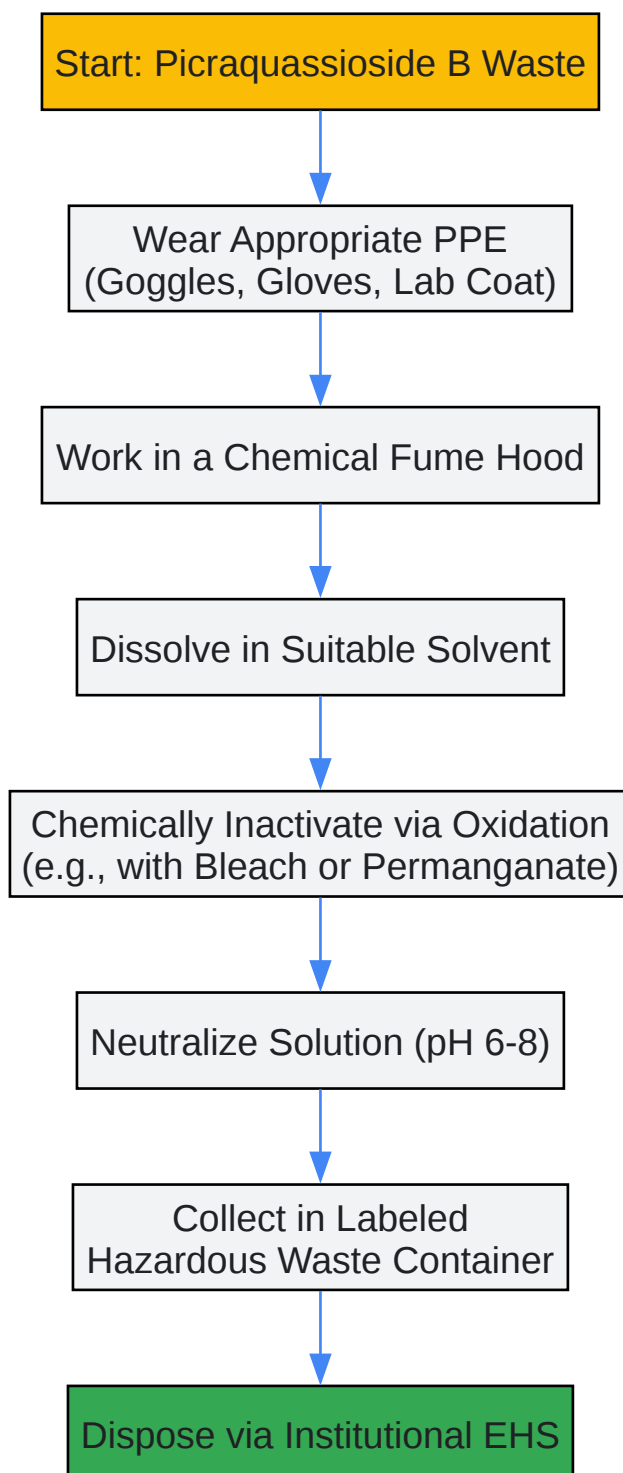 Start: Picraquassioside B Waste
Wear Appropriate PPE
(Goggles, Gloves, Lab Coat)
Work in a Chemical Fume Hood
Dissolve in Suitable Solvent
Chemically Inactivate via Oxidation
(e.g., with Bleach or Permanganate)
Neutralize Solution (pH 6-8)
Collect in Labeled
Hazardous Waste Container
Dispose via Institutional EHS